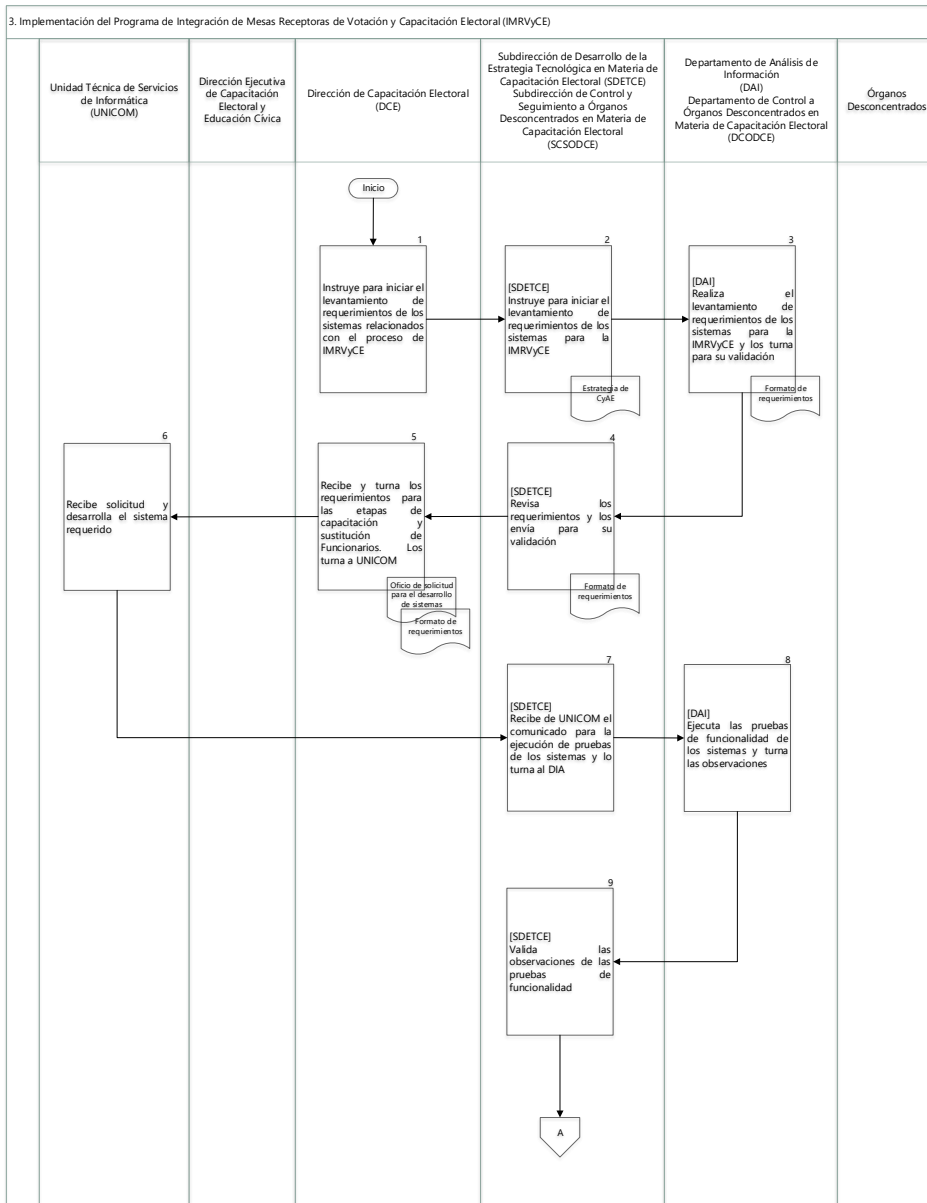 3. Implementación del Programa de Integración de Mesas Receptoras de Votación y Capacitación Electoral (IMRVyCE)
Unidad Técnica de Servicios
de Informática
(UNICOM)
Dirección Ejecutiva
de Capacitación
Electoral y
Educación Cívica
Dirección de Capacitación Electoral
(DCE)
Subdirección de Desarrollo de la
Estrategia Tecnológica en Materia de
Capacitación Electoral (SDETCE)
Subdirección de Control y
Seguimiento a Órganos
Desconcentrados en Materia de
Capacitación Electoral
(SCSODCE)
Departamento de Análisis de
Información
(DAI)
Departamento de Control a
Órganos Desconcentrados en
Materia de Capacitación Electoral
(DCODCE)
Órganos
Desconcentrados
Inicio
1
Instruye para iniciar el
levantamiento de
requerimientos de los
sistemas relacionados
con el proceso de
IMRVyCE
2
[SDETCE]
Instruye para iniciar el
levantamiento de
requerimientos de los
sistemas para la
IMRVyCE
Estrategia de
CyAE
3
[DAI]
Realiza el
levantamiento de
requerimientos de los
sistemas para la
IMRVyCE y los turna
para su validación
Formato de
requerimientos
4
[SDETCE]
Revisa los
requerimientos y los
envía para su
validación
Formato de
requerimientos
5
Recibe y turna los
requerimientos para
las etapas de
capacitación y
sustitución de
Funcionarios. Los
turna a UNICOM
Oficio de solicitud
para el desarrollo
de sistemas
Formato de
requerimientos
6
Recibe solicitud y
desarrolla el sistema
requerido
7
[SDETCE]
Recibe de UNICOM el
comunicado para la
ejecución de pruebas
de los sistemas y lo
turna al DIA
8
[DAI]
Ejecuta las pruebas
de funcionalidad de
los sistemas y turna
las observaciones
9
[SDETCE]
Valida las
observaciones de las
pruebas de
funcionalidad
A